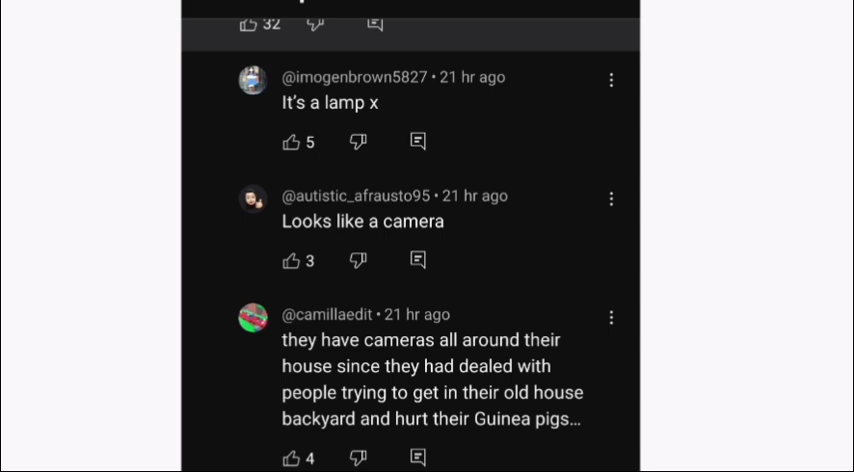 32
@imogenbrown5827 • 21 hr ago
It's a lamp x
5
@autistic_afrausto95 • 21 hr ago
Looks like a camera
3
@camillaedit • 21 hr ago
they have cameras all around their
house since they had dealed with
people trying to get in their old house
backyard and hurt their Guinea pigs...
4